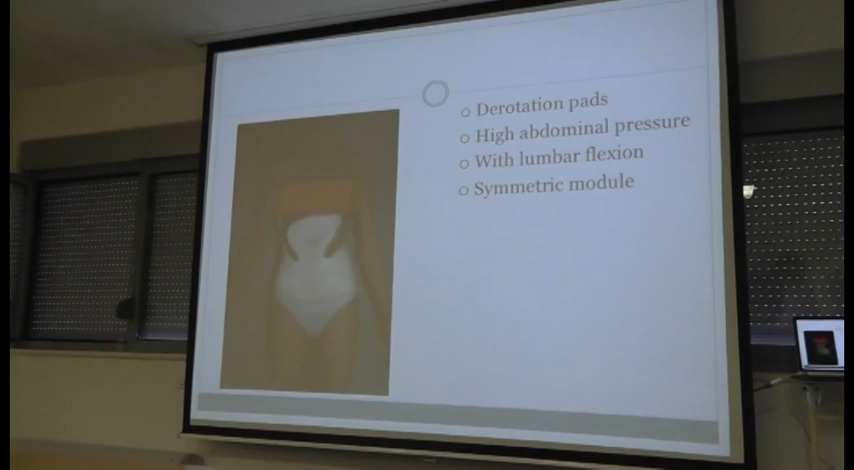 Derotation pads
High abdominal pressure
With lumbar flexion
Symmetric module